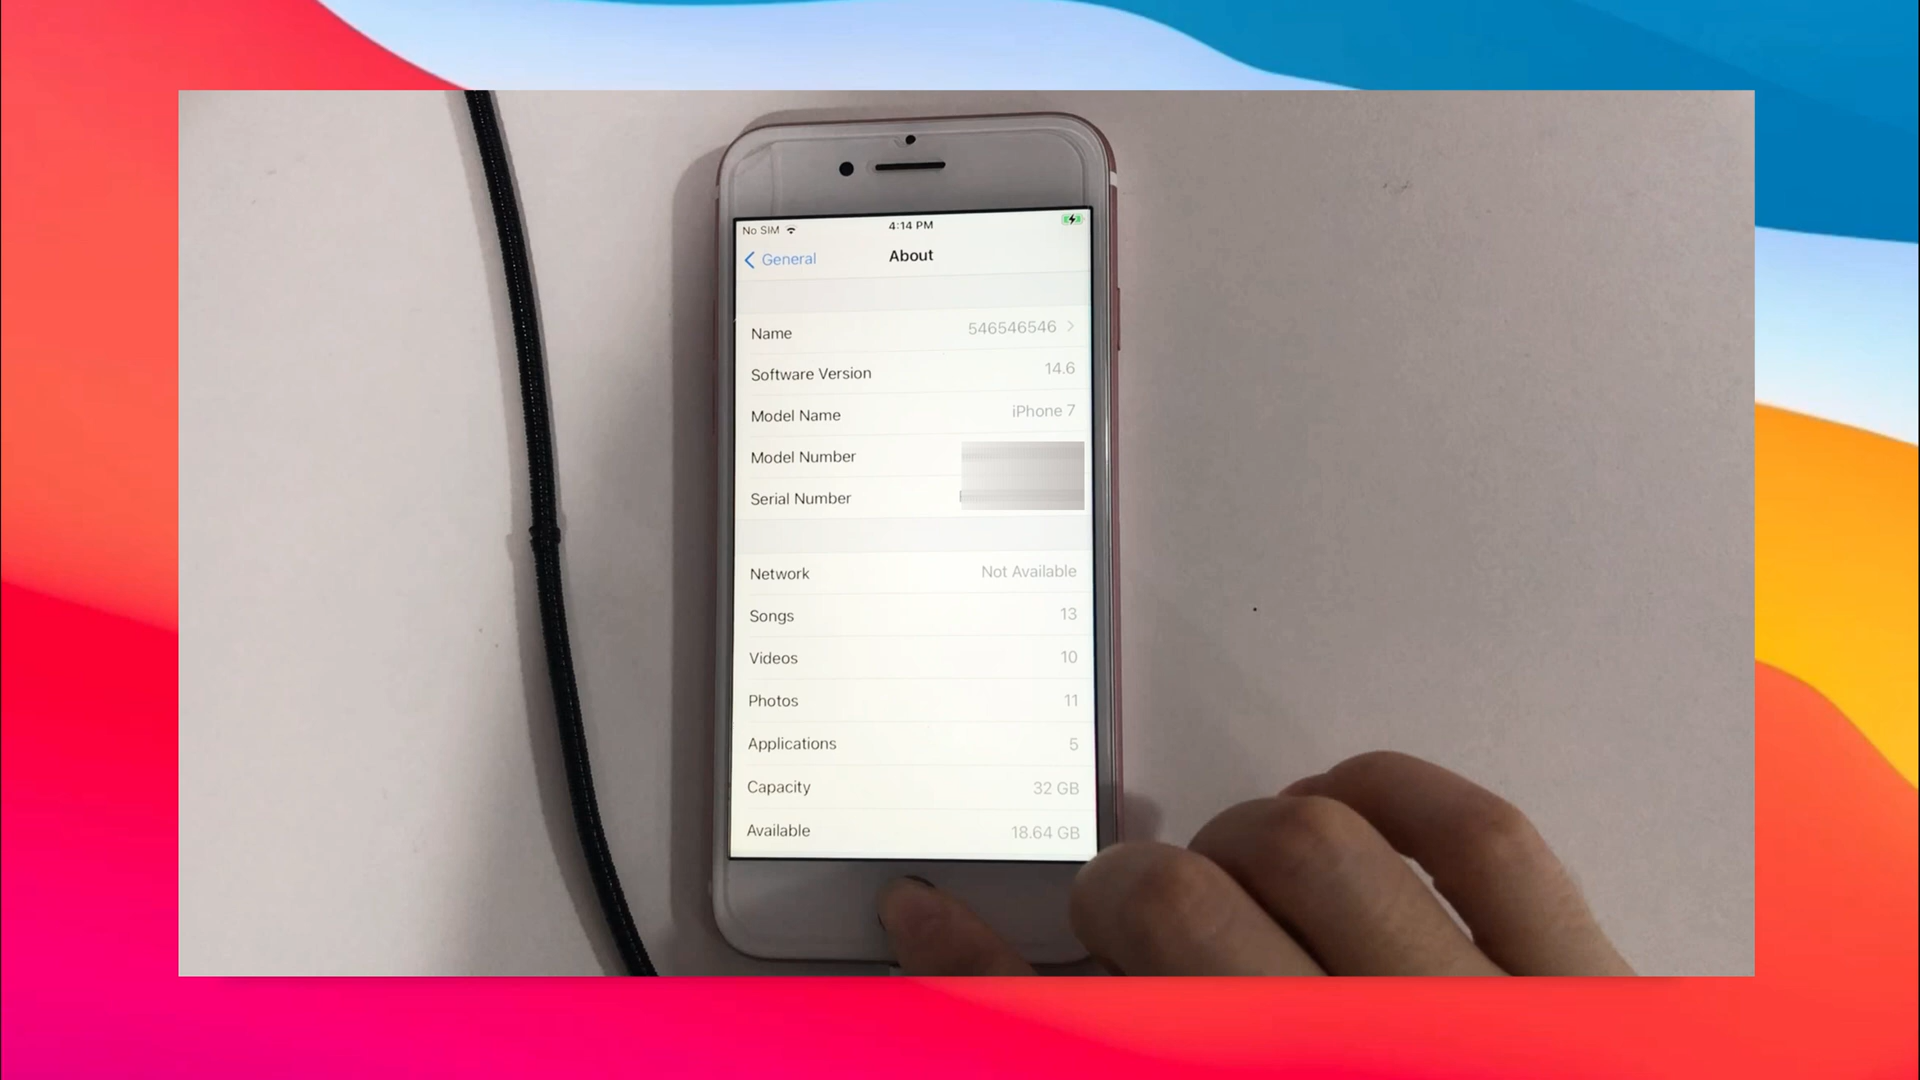 No SIM 4:14 PM
General About
Name 546546546
Software Version 14.6
Model Name iPhone 7
Model Number
Serial Number
Network Not Available
Songs 13
Videos 10
Photos 11
Applications 5
Capacity 32 GB
Available 18.64 GB